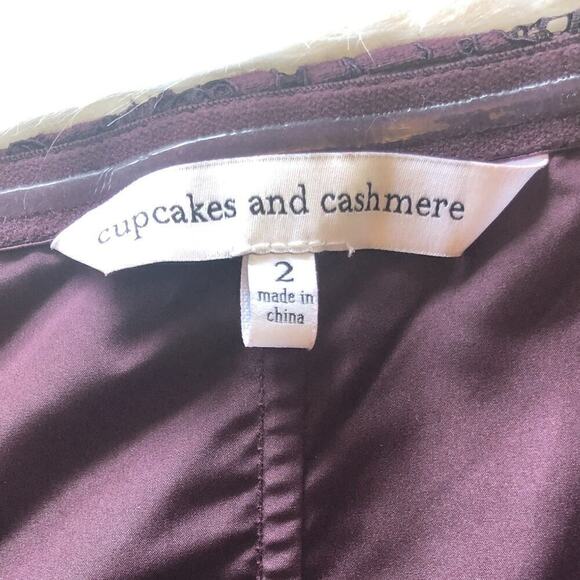 cupcakes and cashmere
2
made in
china